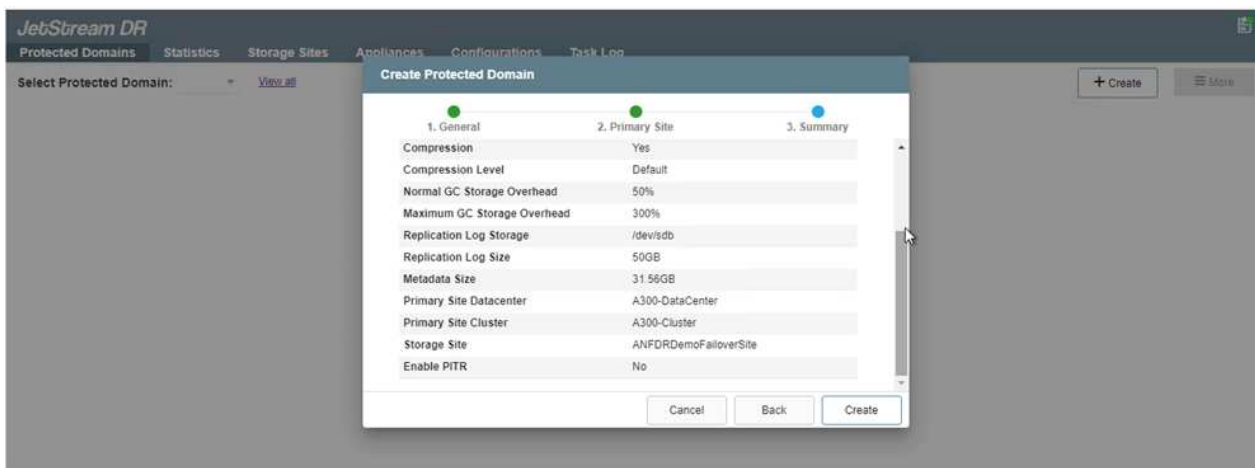 JetStream DR
Protected Domains Statistics Storage Sites Appliances Configurations Task Log
Select Protected Domain: View all
+ Create More
Create Protected Domain
1. General 2. Primary Site 3. Summary
Compression Yes
Compression Level Default
Normal GC Storage Overhead 50%
Maximum GC Storage Overhead 300%
Replication Log Storage /dev/sdb
Replication Log Size 50GB
Metadata Size 31.56GB
Primary Site Datacenter A300-DataCenter
Primary Site Cluster A300-Cluster
Storage Site ANFDRDemoFailoverSite
Enable PITR No
Cancel Back Create